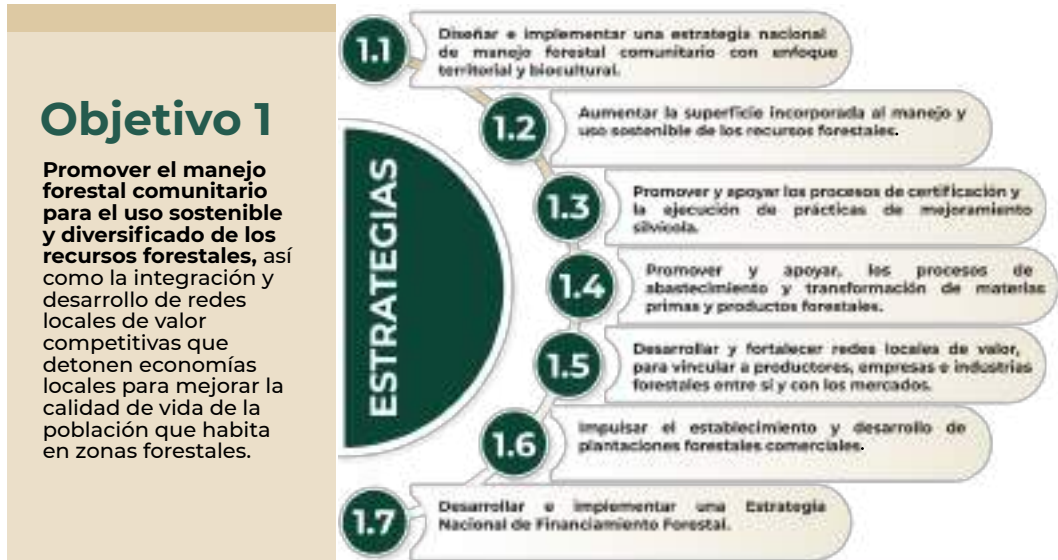 Objetivo 1
Promover el manejo
forestal comunitario
para el uso sostenible
y diversificado de los
recursos forestales, así
como la integración y
desarrollo de redes
locales de valor
competitivas que
detonen economías
locales para mejorar la
calidad de vida de la
población que habita
en zonas forestales.
ESTRATEGIAS
1.1
Diseñar e implementar una estrategia nacional
de manejo forestal comunitario con enfoque
territorial y biocultural.
1.2
Aumentar la superficie incorporada al manejo y
uso sostenible de los recursos forestales.
1.3
Promover y apoyar los procesos de certificación y
la ejecución de prácticas de mejoramiento
silvícola.
1.4
Promover y apoyar, los procesos de
abastecimiento y transformación de materias
primas y productos forestales.
1.5
Desarrollar y fortalecer redes locales de valor,
para vincular a productores, empresas e industrias
forestales entre si y con los mercados.
1.6
Impulsar el establecimiento y desarrollo de
plantaciones forestales comerciales.
1.7
Desarrollar e implementar una Estrategia
Nacional de Financiamiento Forestal.